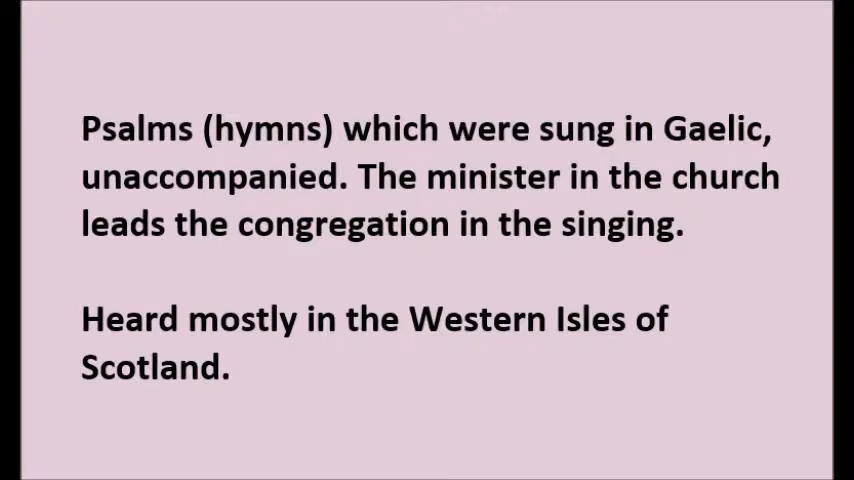 Psalms (hymns) which were sung in Gaelic,
unaccompanied. The minister in the church
leads the congregation in the singing.
Heard mostly in the Western Isles of
Scotland.